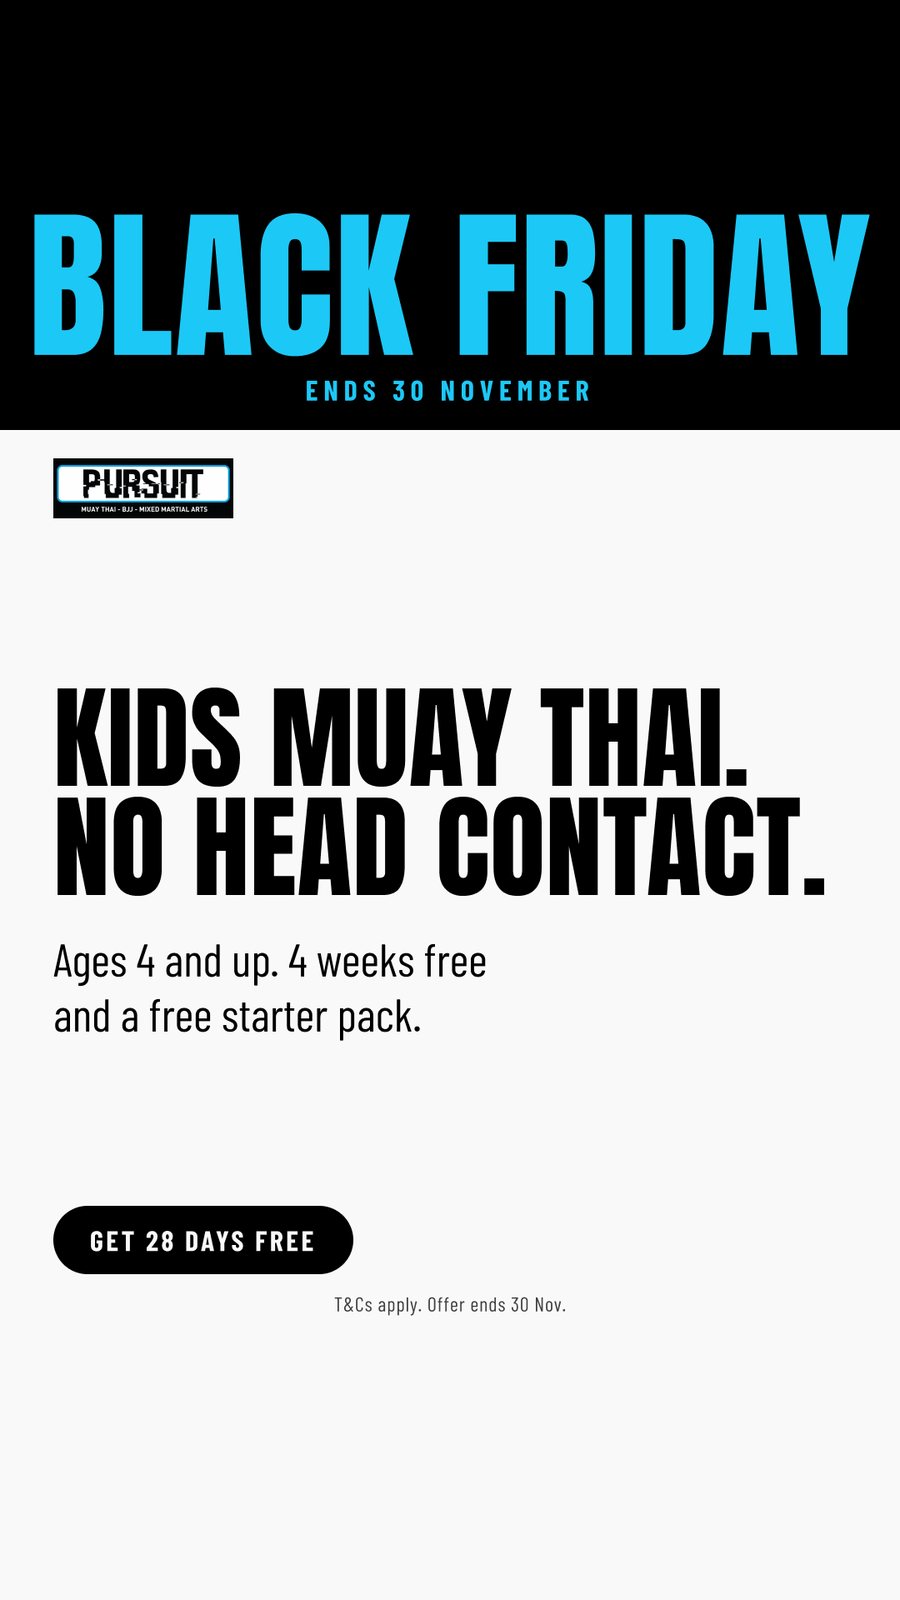 BLACK FRIDAY
ENDS 30 NOVEMBER
PURSUIT
MUAY THAI - BJJ - MIXED MARTIAL ARTS
KIDS MUAY THAI.
NO HEAD CONTACT.
Ages 4 and up. 4 weeks free
and a free starter pack.
GET 28 DAYS FREE
T&Cs apply. Offer ends 30 Nov.